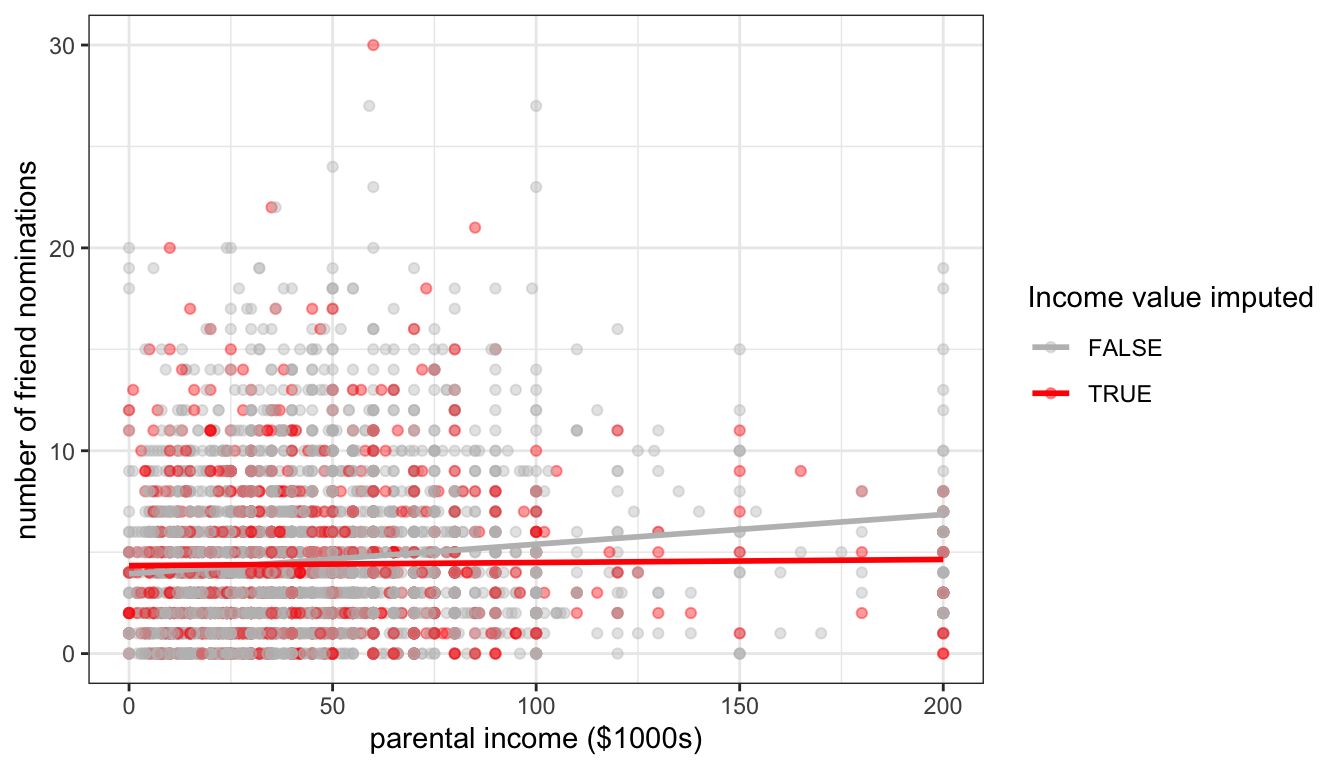 number of friend nominations
30
20
10
0
0 50 100 150 200
parental income ($1000s)
Income value imputed
FALSE
TRUE